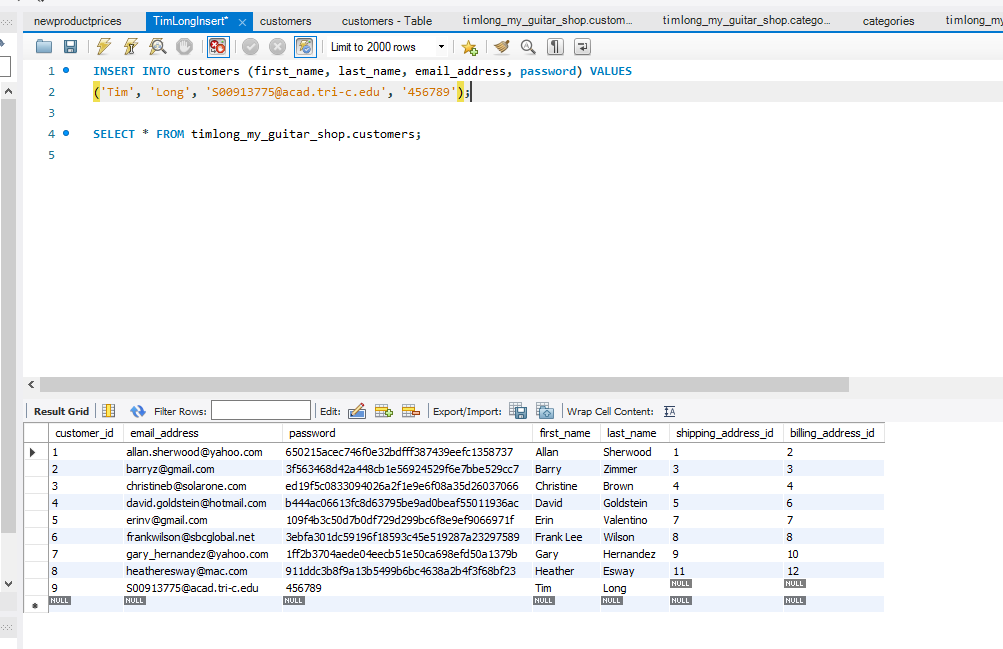 newproductprices TimLongInsert* × customers customers - Table timlong_my_guitar_shop.custom... timlong_my_guitar_shop.catego... categories timlong_my
Limit to 2000 rows
1 INSERT INTO customers (first_name, last_name, email_address, password) VALUES
2 ('Tim', 'Long', 'S00913775@acad.tri-c.edu', '456789');
3
4 SELECT * FROM timlong_my_guitar_shop.customers;
5
Result Grid Filter Rows: Edit: Export/Import: Wrap Cell Content: IA
customer_id email_address password first_name last_name shipping_address_id billing_address_id
1 allan.sherwood@yahoo.com 650215acec746f0e32bdfff387439eefc1358737 Allan Sherwood 1 2
2 barryz@gmail.com 3f563468d42a448cb1e56924529f6e7bbe529cc7 Barry Zimmer 3 3
3 christineb@solarone.com ed19f5c0833094026a2f1e9e6f08a35d26037066 Christine Brown 4 4
4 david.goldstein@hotmail.com b444ac06613fc8d63795be9ad0beaf55011936ac David Goldstein 5 6
5 erinv@gmail.com 109f4b3c50d7b0df729d299bc6f8e9ef9066971f Erin Valentino 7 7
6 frankwilson@sbcglobal.net 3ebfa301dc59196f18593c45e519287a23297589 Frank Lee Wilson 8 8
7 gary_hernandez@yahoo.com 1ff2b3704aede04eecb51e50ca698efd50a1379b Gary Hernandez 9 10
8 heatheresway@mac.com 911ddc3b8f9a13b5499b6bc4638a2b4f3f68bf23 Heather Esway 11 12
9 S00913775@acad.tri-c.edu 456789 Tim Long NULL NULL
NULL NULL NULL NULL NULL NULL NULL